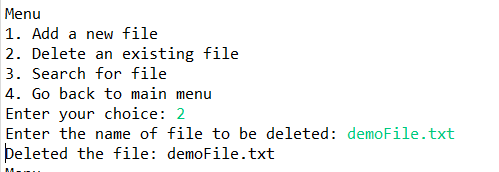 Menu
1. Add a new file
2. Delete an existing file
3. Search for file
4. Go back to main menu
Enter your choice: 2
Enter the name of file to be deleted: demoFile.txt
Deleted the file: demoFile.txt
Menu